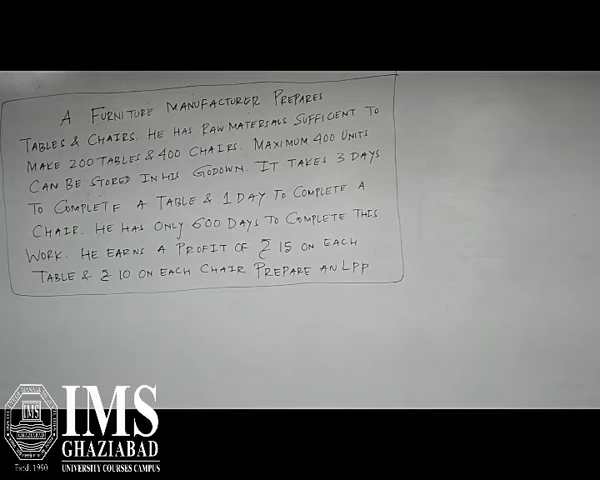 A FURNITURE MANUFACTURER PREPARES
TABLES & CHAIRS. HE HAS RAW MATERIALS SUFFICIENT TO
MAKE 200 TABLES & 400 CHAIRS. MAXIMUM 400 UNITS
CAN BE STORED IN HIS GODOWN. IT TAKES 3 DAYS
TO COMPLETE A TABLE & 1 DAY TO COMPLETE A
CHAIR. HE HAS ONLY 600 DAYS TO COMPLETE THIS
WORK. HE EARNS A PROFIT OF ₹ 15 ON EACH
TABLE & ₹ 10 ON EACH CHAIR PREPARE AN LPP
IMS
IMS
GHAZIABAD
Estd. 1990
UNIVERSITY COURSES CAMPUS